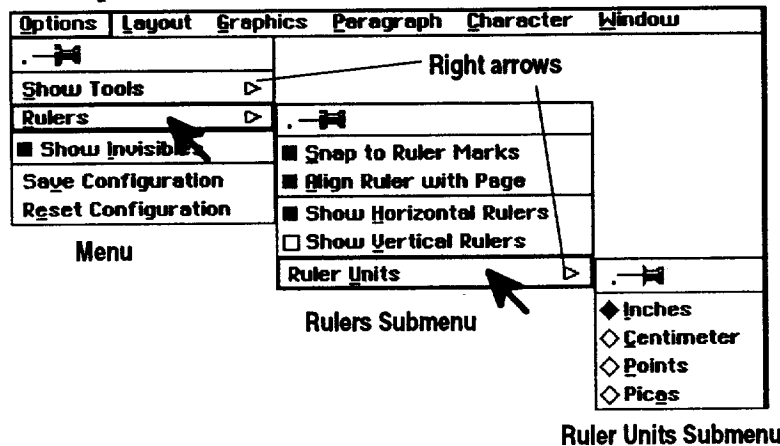 Options Layout Graphics Paragraph Character Window
Right arrows
Show Tools
Rulers
Show Invisibles
Save Configuration
Reset Configuration
Menu
Snap to Ruler Marks
Align Ruler with Page
Show Horizontal Rulers
Show Vertical Rulers
Ruler Units
Rulers Submenu
Inches
Centimeter
Points
Picas
Ruler Units Submenu